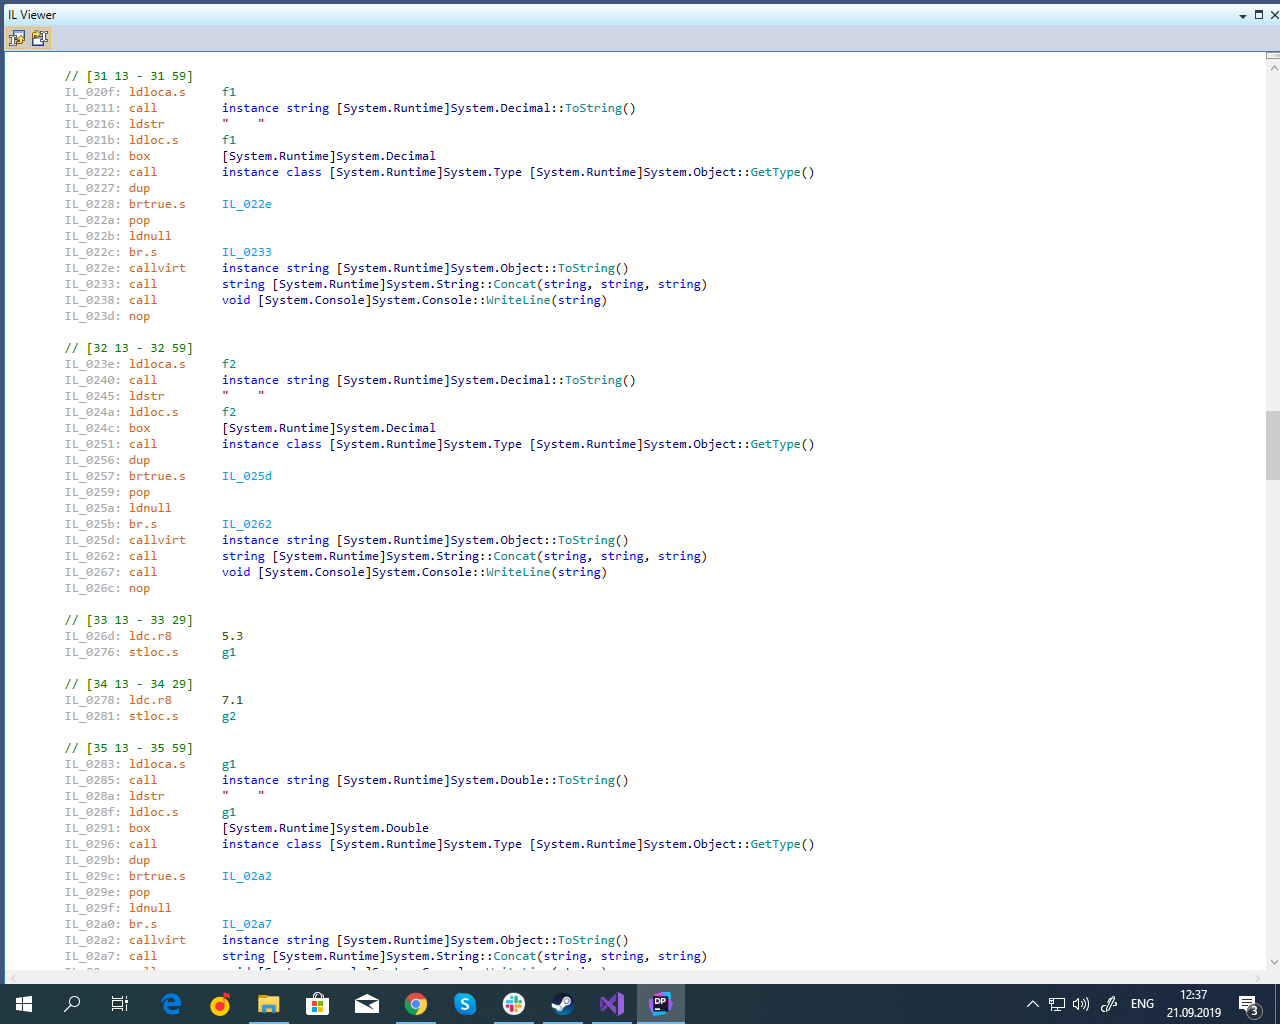 IL Viewer
// [31 13 - 31 59]
IL_020f: ldloca.s     f1
IL_0211: call         instance string [System.Runtime]System.Decimal::ToString()
IL_0216: ldstr        "    "
IL_021b: ldloc.s      f1
IL_021d: box          [System.Runtime]System.Decimal
IL_0222: call         instance class [System.Runtime]System.Type [System.Runtime]System.Object::GetType()
IL_0227: dup
IL_0228: brtrue.s     IL_022e
IL_022a: pop
IL_022b: ldnull
IL_022c: br.s         IL_0233
IL_022e: callvirt     instance string [System.Runtime]System.Object::ToString()
IL_0233: call         string [System.Runtime]System.String::Concat(string, string, string)
IL_0238: call         void [System.Console]System.Console::WriteLine(string)
IL_023d: nop
// [32 13 - 32 59]
IL_023e: ldloca.s     f2
IL_0240: call         instance string [System.Runtime]System.Decimal::ToString()
IL_0245: ldstr        "    "
IL_024a: ldloc.s      f2
IL_024c: box          [System.Runtime]System.Decimal
IL_0251: call         instance class [System.Runtime]System.Type [System.Runtime]System.Object::GetType()
IL_0256: dup
IL_0257: brtrue.s     IL_025d
IL_0259: pop
IL_025a: ldnull
IL_025b: br.s         IL_0262
IL_025d: callvirt     instance string [System.Runtime]System.Object::ToString()
IL_0262: call         string [System.Runtime]System.String::Concat(string, string, string)
IL_0267: call         void [System.Console]System.Console::WriteLine(string)
IL_026c: nop
// [33 13 - 33 29]
IL_026d: ldc.r8       5.3
IL_0276: stloc.s      g1
// [34 13 - 34 29]
IL_0278: ldc.r8       7.1
IL_0281: stloc.s      g2
// [35 13 - 35 59]
IL_0283: ldloca.s     g1
IL_0285: call         instance string [System.Runtime]System.Double::ToString()
IL_028a: ldstr        "    "
IL_028f: ldloc.s      g1
IL_0291: box          [System.Runtime]System.Double
IL_0296: call         instance class [System.Runtime]System.Type [System.Runtime]System.Object::GetType()
IL_029b: dup
IL_029c: brtrue.s     IL_02a2
IL_029e: pop
IL_029f: ldnull
IL_02a0: br.s         IL_02a7
IL_02a2: callvirt     instance string [System.Runtime]System.Object::ToString()
IL_02a7: call         string [System.Runtime]System.String::Concat(string, string, string)
DP
ENG
12:37
21.09.2019
3